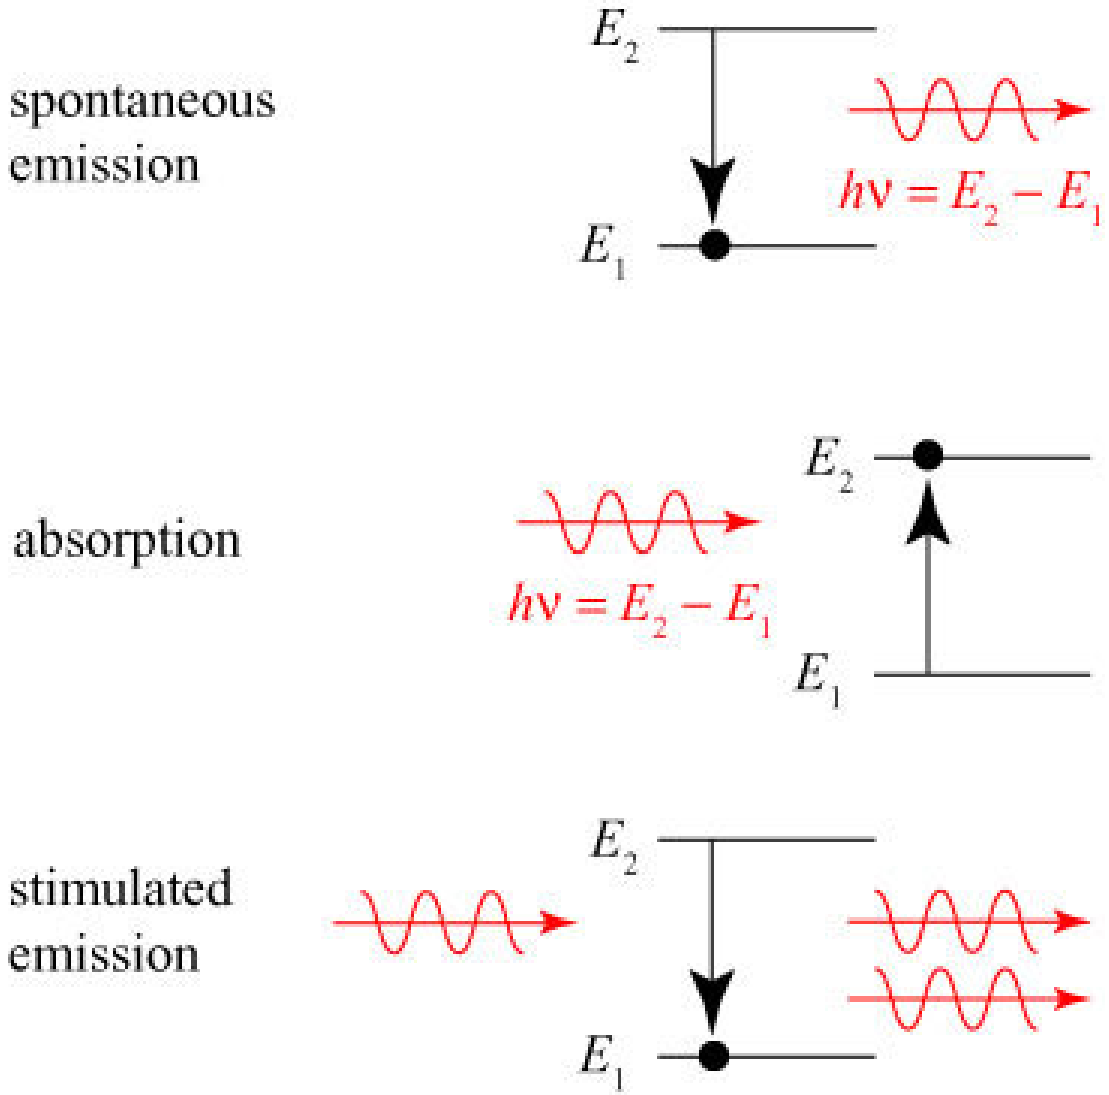 E₂
spontaneous
emission
hν = E₂ − E₁
E₁
E₂
absorption
hν = E₂ − E₁
E₁
E₂
stimulated
emission
E₁